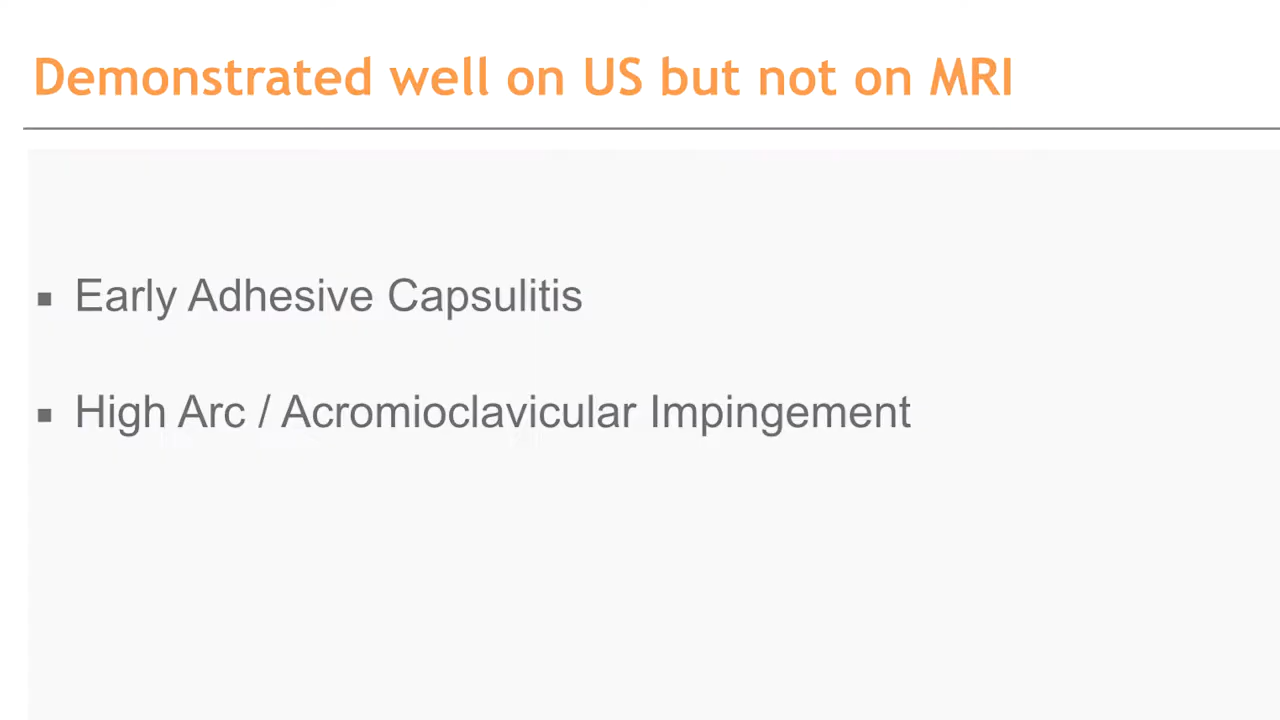 Demonstrated well on US but not on MRI
▪ Early Adhesive Capsulitis
▪ High Arc / Acromioclavicular Impingement